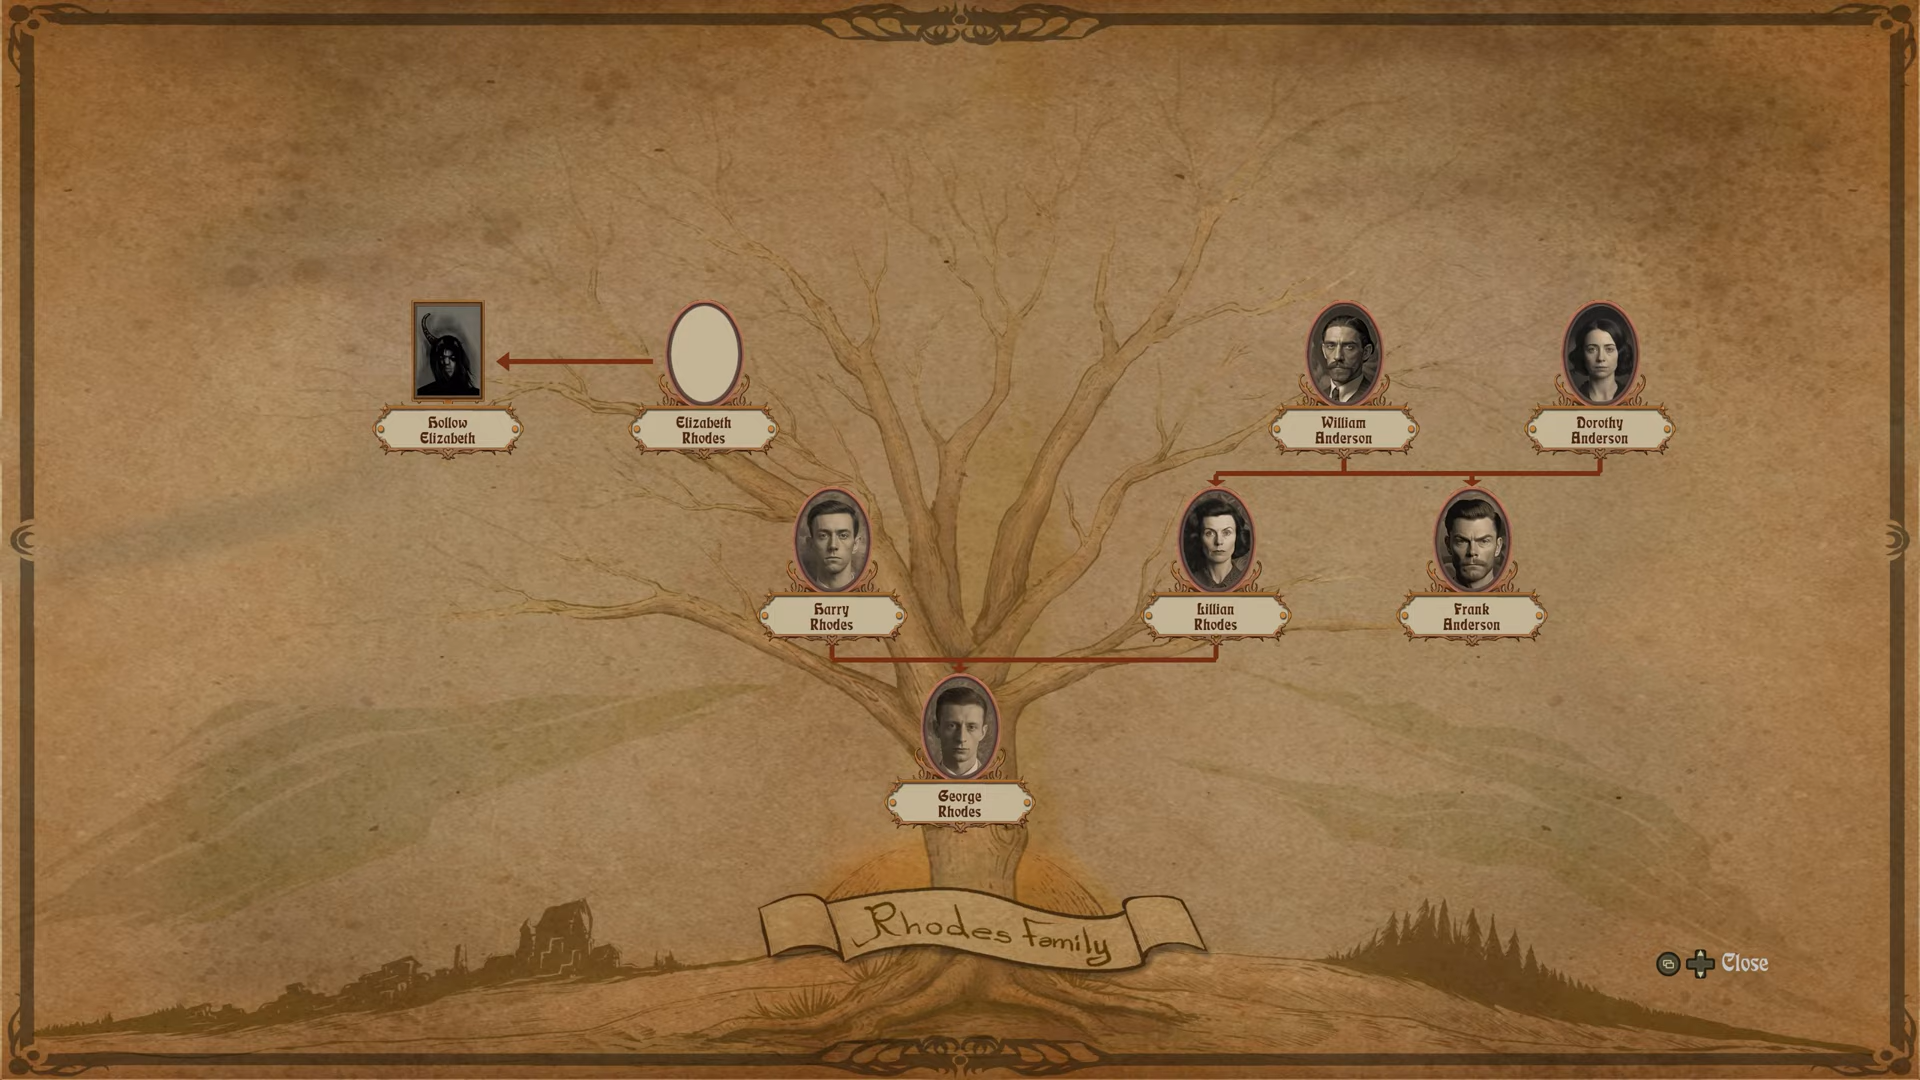 Hollow
Elizabeth
Elizabeth
Rhodes
William
Anderson
Dorothy
Anderson
Harry
Rhodes
Lillian
Rhodes
Frank
Anderson
George
Rhodes
Rhodes Family
Close